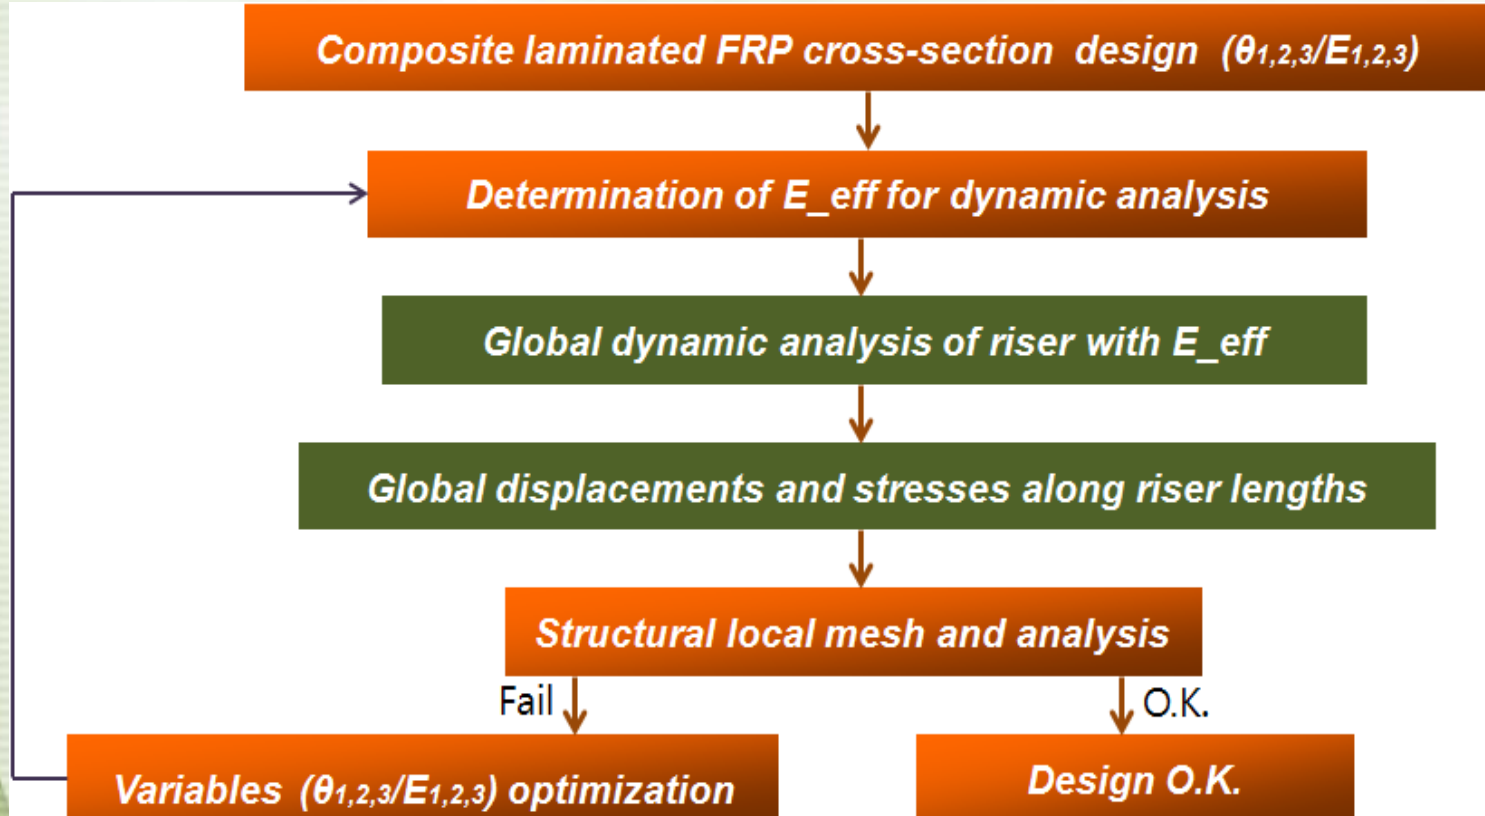 Composite laminated FRP cross-section design (θ1,2,3/E1,2,3)
Determination of E_eff for dynamic analysis
Global dynamic analysis of riser with E_eff
Global displacements and stresses along riser lengths
Structural local mesh and analysis
Fail
O.K.
Variables (θ1,2,3/E1,2,3) optimization
Design O.K.